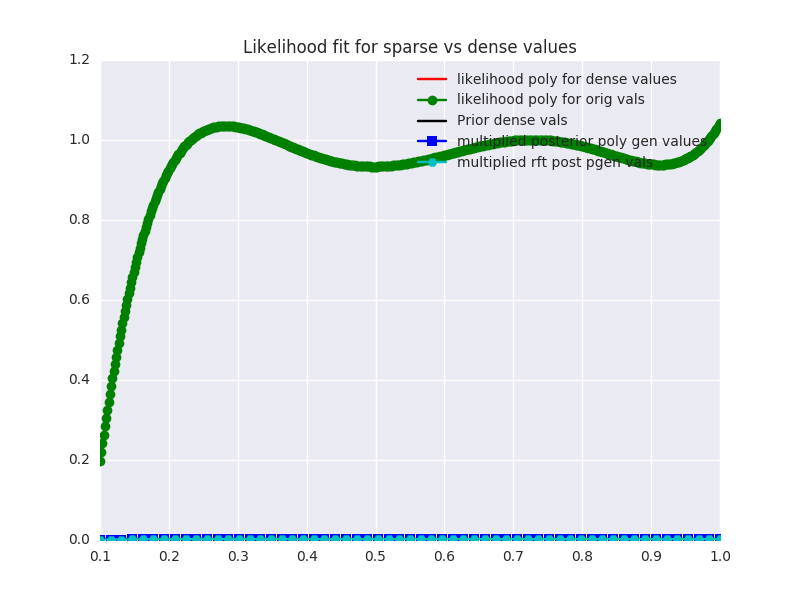 Likelihood fit for sparse vs dense values
1.2
1.0
0.8
0.6
0.4
0.2
0.0
likelihood poly for dense values
likelihood poly for orig vals
Prior dense vals
multiplied posterior poly gen values
multiplied rft post pgen vals
0.1 0.2 0.3 0.4 0.5 0.6 0.7 0.8 0.9 1.0